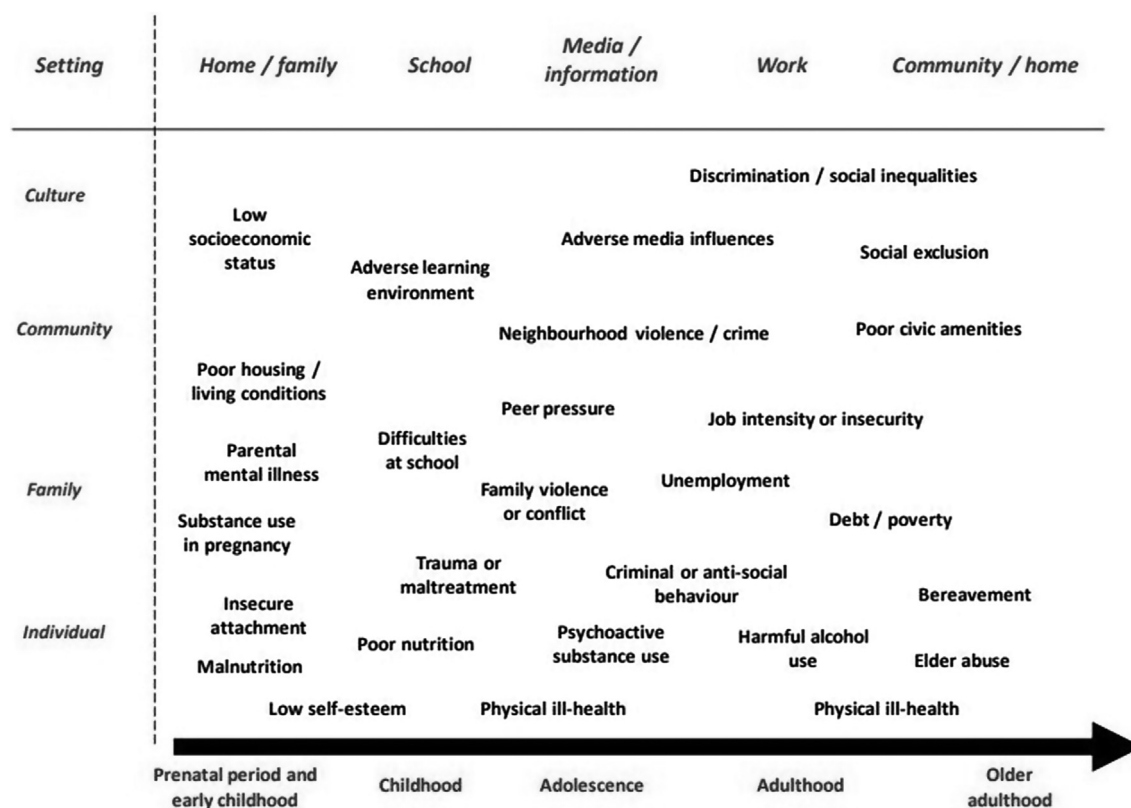 Setting
Home / family
School
Media /
information
Work
Community / home
Discrimination / social inequalities
Culture
Low
socioeconomic
status
Adverse media influences
Social exclusion
Adverse learning
environment
Community
Neighbourhood violence / crime
Poor civic amenities
Poor housing /
living conditions
Peer pressure
Job intensity or insecurity
Difficulties
at school
Parental
mental illness
Family
Family violence
or conflict
Unemployment
Debt / poverty
Substance use
in pregnancy
Trauma or
maltreatment
Criminal or anti-social
behaviour
Bereavement
Insecure
attachment
Individual
Poor nutrition
Psychoactive
substance use
Harmful alcohol
use
Elder abuse
Malnutrition
Low self-esteem
Physical ill-health
Physical ill-health
Prenatal period and
early childhood
Childhood
Adolescence
Adulthood
Older
adulthood